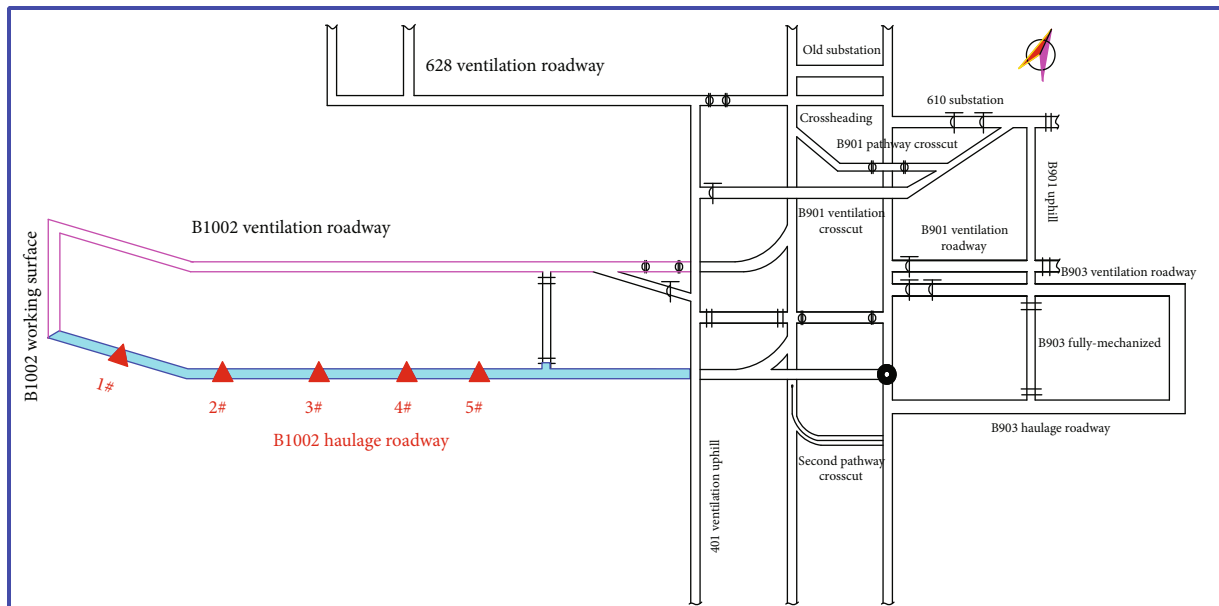 Old substation
628 ventilation roadway
610 substation
Crossheading
B901 pathway crosscut
B901 uphill
B901 ventilation
crosscut
B1002 ventilation roadway
B901 ventilation
roadway
B903 ventilation roadway
B1002 working surface
B903 fully-mechanized
1#
2#
3#
4#
5#
B1002 haulage roadway
B903 haulage roadway
401 ventilation uphill
Second pathway
crosscut